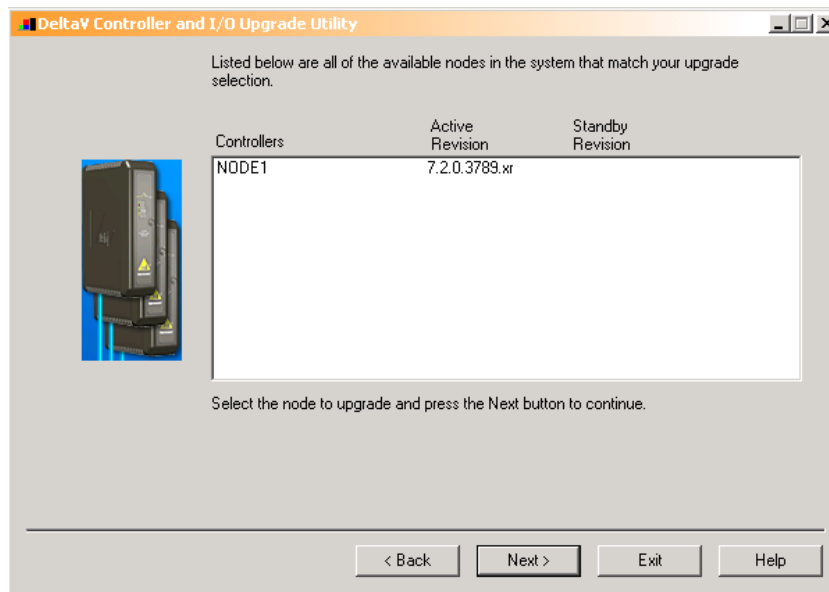 DeltaV Controller and I/O Upgrade Utility
Listed below are all of the available nodes in the system that match your upgrade
selection.
Controllers Active Revision Standby Revision
NODE1 7.2.0.3789.xr
Select the node to upgrade and press the Next button to continue.
< Back Next > Exit Help